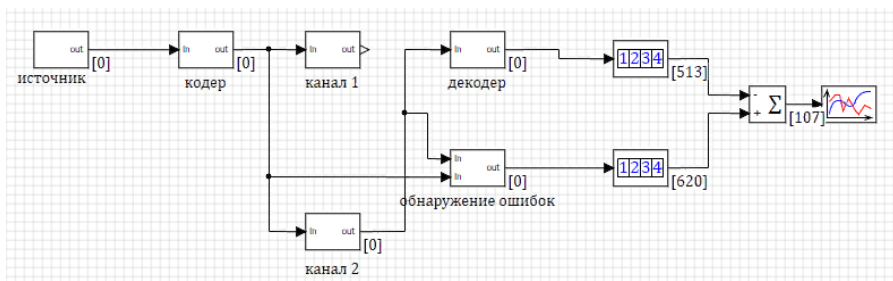 out
[0]
источник
In out
[0]
кодер
In out
канал 1
In out
[0]
декодер
1234
[513]
-
+
Σ
[107]
In
In
out
[0]
обнаружение ошибок
1234
[620]
In out
[0]
канал 2